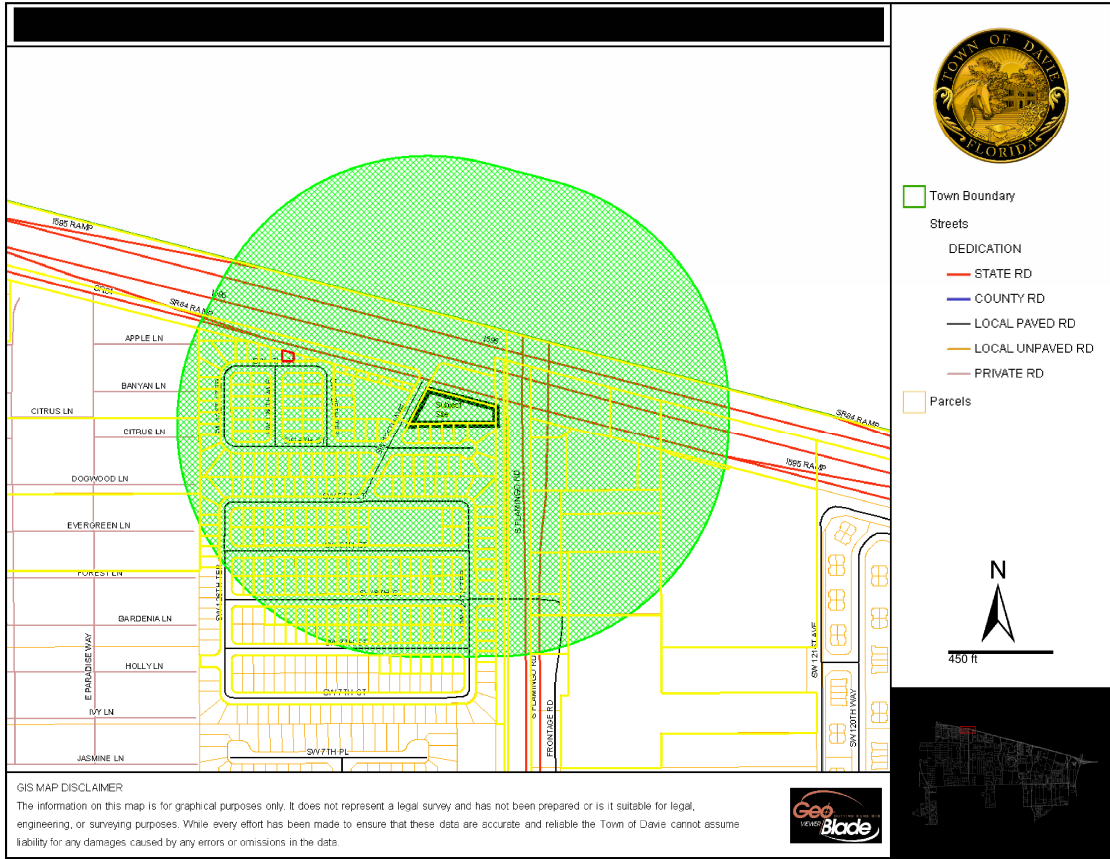 TOWN OF DAVIE
FLORIDA
Town Boundary
Streets
DEDICATION
STATE RD
COUNTY RD
LOCAL PAVED RD
LOCAL UNPAVED RD
PRIVATE RD
Parcels
I595 RAMP
I595
SR84 RAMP
I595
APPLE LN
BANYAN LN
CITRUS LN
CITRUS LN
Subject
Site
SR84 RAMP
I595 RAMP
DOGWOOD LN
EVERGREEN LN
FOREST LN
GARDENIA LN
HOLLY LN
IVY LN
JASMINE LN
E PARADISE WAY
SW 7TH CT
SW 7TH PL
S FLAMINGO RD
S FLAMINGO RD
FRONTAGE RD
SW 121ST AVE
SW 120TH WAY
N
450 ft
GIS MAP DISCLAIMER
The information on this map is for graphical purposes only. It does not represent a legal survey and has not been prepared or is it suitable for legal,
engineering, or surveying purposes. While every effort has been made to ensure that these data are accurate and reliable the Town of Davie cannot assume
liability for any damages caused by any errors or omissions in the data.
Geo
VIEWER Blade